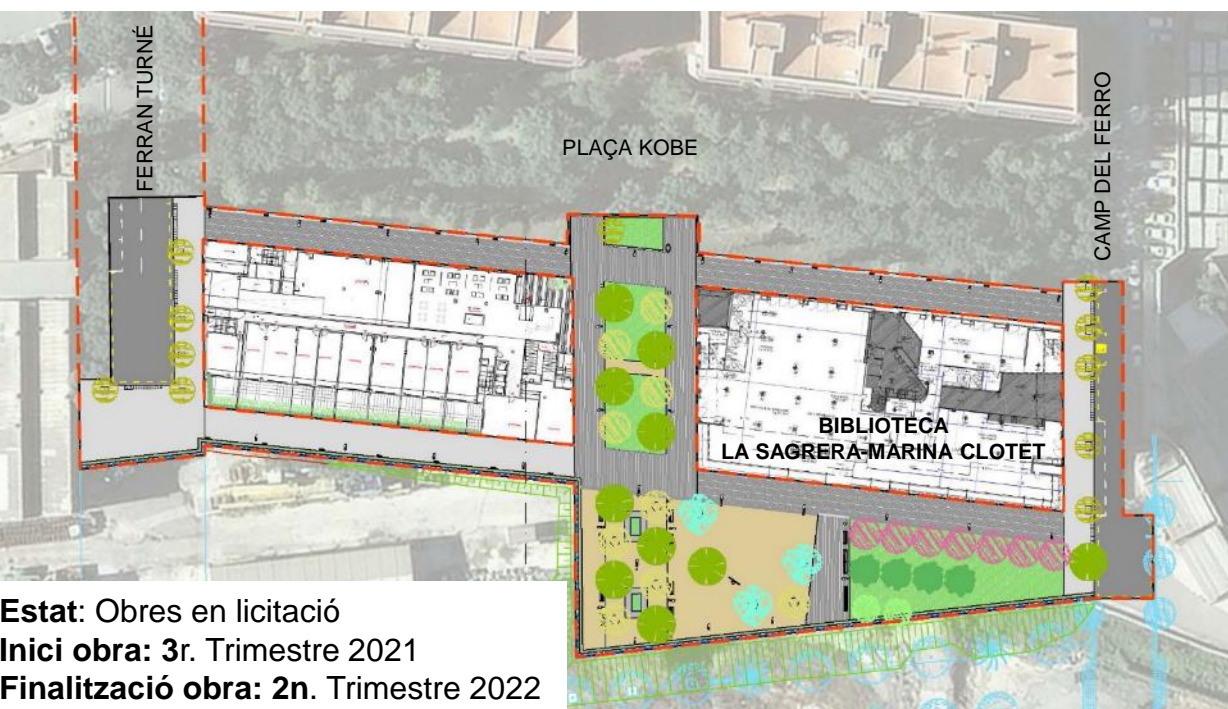 FERRAN TURNÉ
PLAÇA KOBE
CAMP DEL FERRO
BIBLIOTECA
LA SAGRERA-MARINA CLOTET
Estat: Obres en licitació
Inici obra: 3r. Trimestre 2021
Finalització obra: 2n. Trimestre 2022